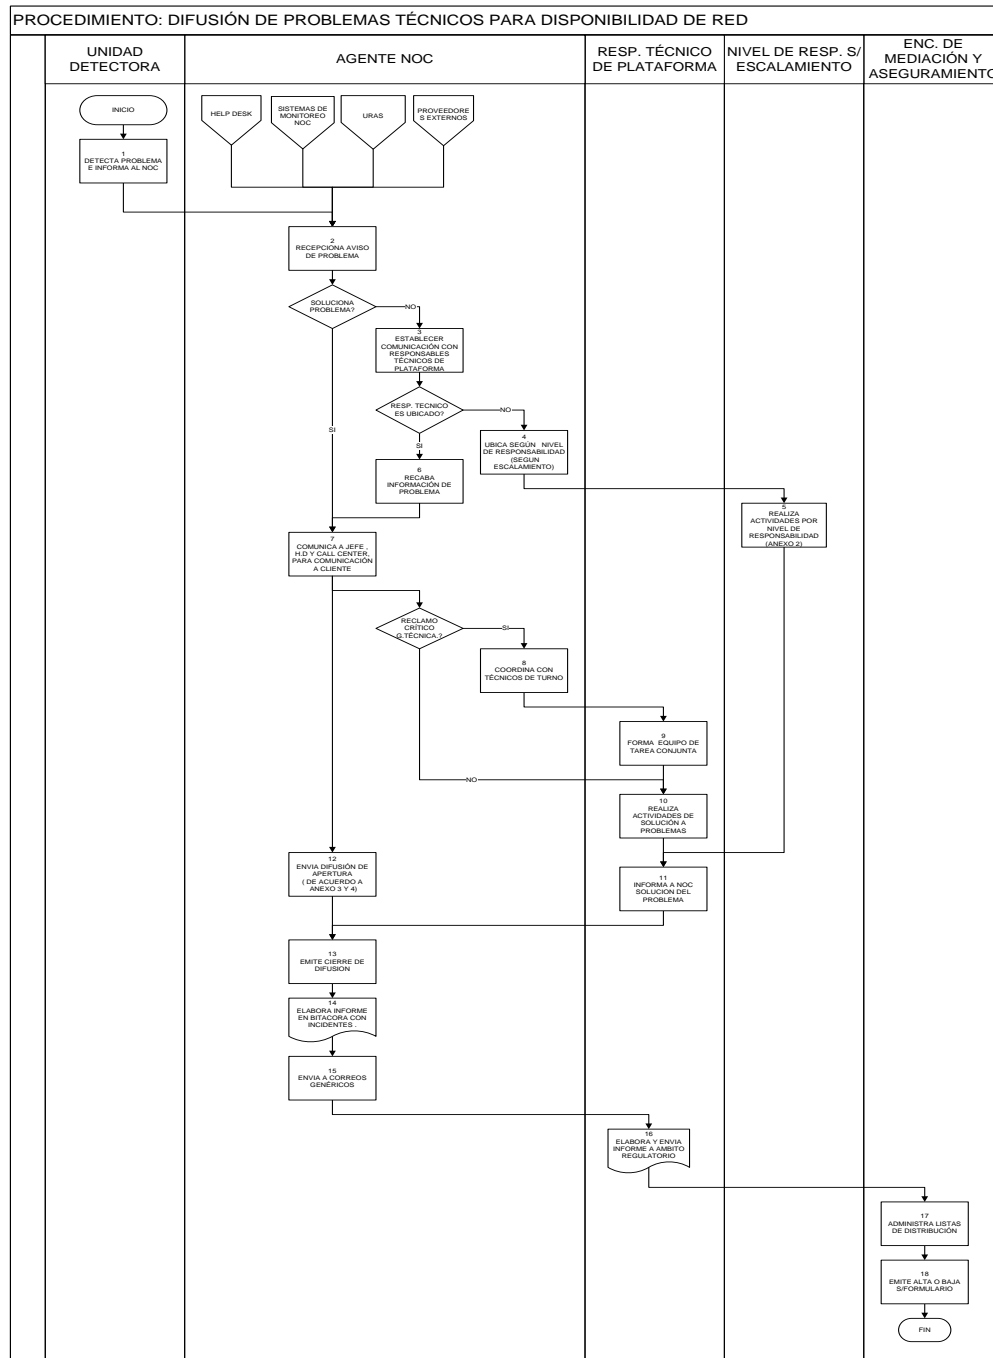 PROCEDIMIENTO: DIFUSIÓN DE PROBLEMAS TÉCNICOS PARA DISPONIBILIDAD DE RED
UNIDAD
DETECTORA
AGENTE NOC
RESP. TÉCNICO
DE PLATAFORMA
NIVEL DE RESP. S/
ESCALAMIENTO
ENC. DE
MEDIACIÓN Y
ASEGURAMIENTO
INICIO
HELP DESK
SISTEMAS DE
MONITOREO
NOC
URAS
PROVEEDORE
S EXTERNOS
1
DETECTA PROBLEMA
E INFORMA AL NOC
2
RECEPCIONA AVISO
DE PROBLEMA
SOLUCIONA
PROBLEMA?
NO
3
ESTABLECER
COMUNICACIÓN CON
RESPONSABLES
TÉCNICOS DE
PLATAFORMA
RESP. TECNICO
ES UBICADO?
NO
SI
SI
4
UBICA SEGÚN NIVEL
DE RESPONSABILIDAD
(SEGUN
ESCALAMIENTO)
6
RECABA
INFORMACIÓN DE
PROBLEMA
5
REALIZA
ACTIVIDADES POR
NIVEL DE
RESPONSABILIDAD
(ANEXO 2)
7
COMUNICA A JEFE ,
H.D Y CALL CENTER,
PARA COMUNICACIÓN
A CLIENTE
RECLAMO
CRÍTICO
G.TÉCNICA.?
SI
8
COORDINA CON
TÉCNICOS DE TURNO
9
FORMA EQUIPO DE
TAREA CONJUNTA
NO
10
REALIZA
ACTIVIDADES DE
SOLUCIÓN A
PROBLEMAS
12
ENVIA DIFUSIÓN DE
APERTURA
( DE ACUERDO A
ANEXO 3 Y 4)
11
INFORMA A NOC
SOLUCION DEL
PROBLEMA
13
EMITE CIERRE DE
DIFUSION
14
ELABORA INFORME
EN BITACORA CON
INCIDENTES .
15
ENVIA A CORREOS
GENÉRICOS
16
ELABORA Y ENVIA
INFORME A AMBITO
REGULATORIO
17
ADMINISTRA LISTAS
DE DISTRIBUCIÓN
18
EMITE ALTA O BAJA
S/FORMULARIO
FIN